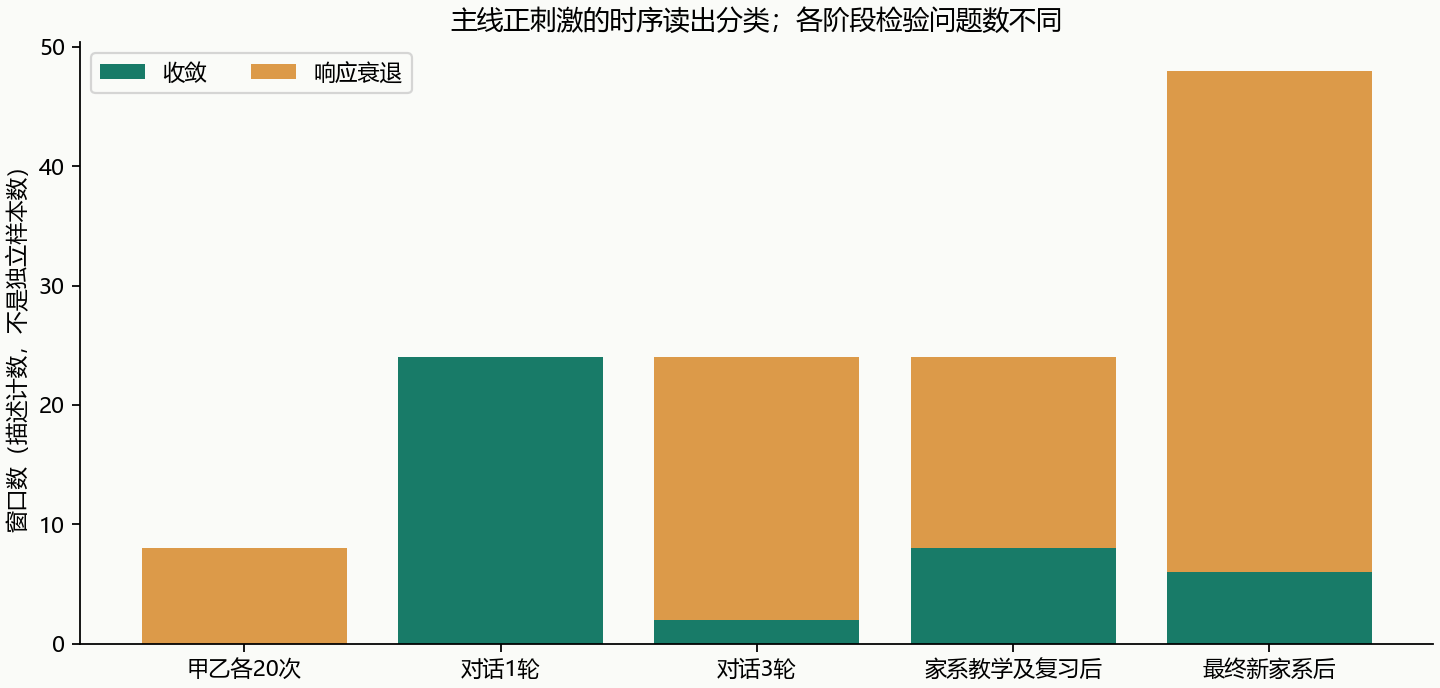 主线正刺激的时序读出分类；各阶段检验问题数不同
收敛
响应衰退
窗口数（描述计数，不是独立样本数）
50
40
30
20
10
0
甲乙各20次
对话1轮
对话3轮
家系教学及复习后
最终新家系后